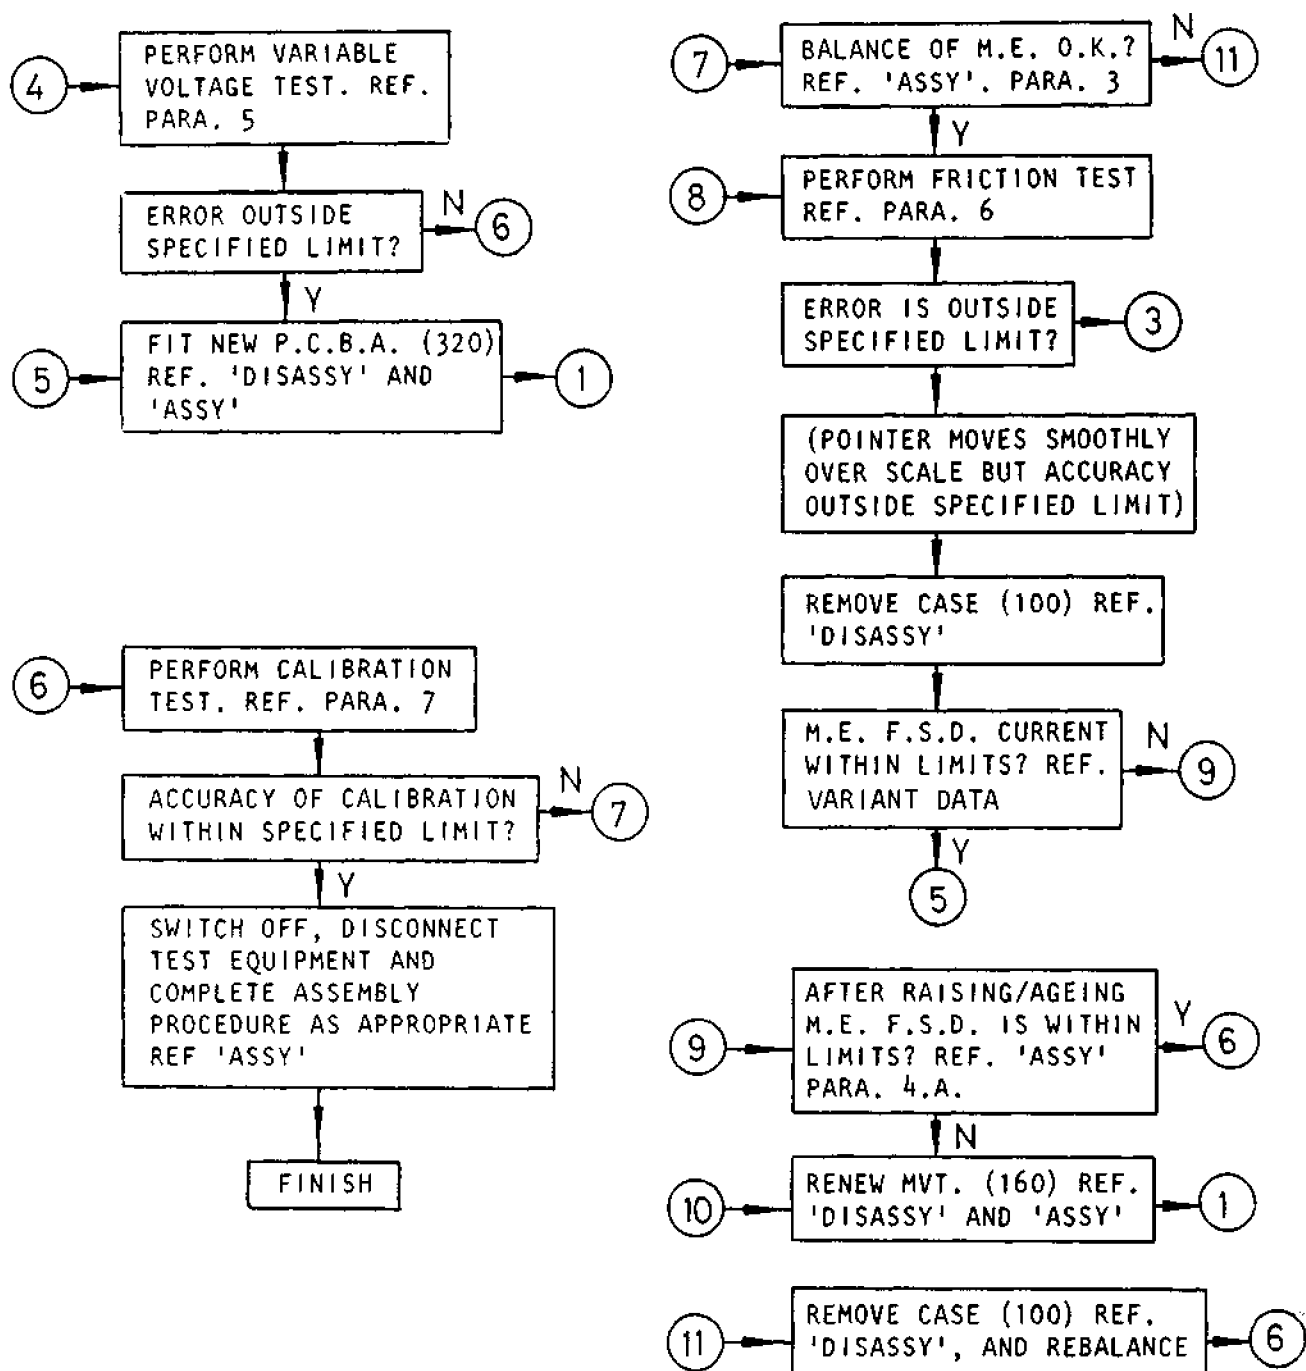 4
PERFORM VARIABLE
VOLTAGE TEST. REF.
PARA. 5
ERROR OUTSIDE
SPECIFIED LIMIT?
N
6
Y
5
FIT NEW P.C.B.A. (320)
REF. 'DISASSY' AND
'ASSY'
1
6
PERFORM CALIBRATION
TEST. REF. PARA. 7
ACCURACY OF CALIBRATION
WITHIN SPECIFIED LIMIT?
N
7
Y
SWITCH OFF, DISCONNECT
TEST EQUIPMENT AND
COMPLETE ASSEMBLY
PROCEDURE AS APPROPRIATE
REF 'ASSY'
FINISH
7
BALANCE OF M.E. O.K.?
REF. 'ASSY'. PARA. 3
N
11
Y
8
PERFORM FRICTION TEST
REF. PARA. 6
ERROR IS OUTSIDE
SPECIFIED LIMIT?
3
(POINTER MOVES SMOOTHLY
OVER SCALE BUT ACCURACY
OUTSIDE SPECIFIED LIMIT)
REMOVE CASE (100) REF.
'DISASSY'
M.E. F.S.D. CURRENT
WITHIN LIMITS? REF.
VARIANT DATA
N
9
Y
5
9
AFTER RAISING/AGEING
M.E. F.S.D. IS WITHIN
LIMITS? REF. 'ASSY'
PARA. 4.A.
Y
6
N
10
RENEW MVT. (160) REF.
'DISASSY' AND 'ASSY'
1
11
REMOVE CASE (100) REF.
'DISASSY', AND REBALANCE
6